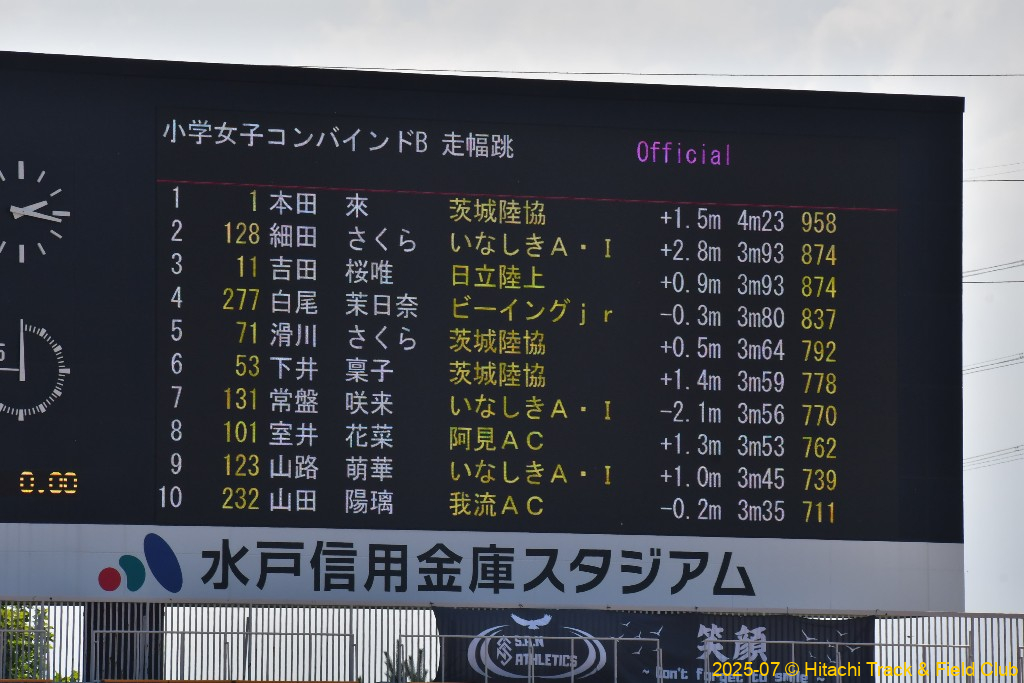 小学女子コンバインドB 走幅跳 Official
1 1 本田 來 茨城陸協 +1.5m 4m23 958
2 128 細田 さくら いなしきA・I +2.8m 3m93 874
3 11 吉田 桜唯 日立陸上 +0.9m 3m93 874
4 277 白尾 茉日奈 ビーイングjr -0.3m 3m80 837
5 71 滑川 さくら 茨城陸協 +0.5m 3m64 792
6 53 下井 稟子 茨城陸協 +1.4m 3m59 778
7 131 常盤 咲来 いなしきA・I -2.1m 3m56 770
8 101 室井 花菜 阿見AC +1.3m 3m53 762
9 123 山路 萌華 いなしきA・I +1.0m 3m45 739
10 232 山田 陽璃 我流AC -0.2m 3m35 711
0.00
水戸信用金庫スタジアム
S.A.N
ATHLETICS
笑顔
~ Don't forget to smile ~
2025-07 © Hitachi Track & Field Club